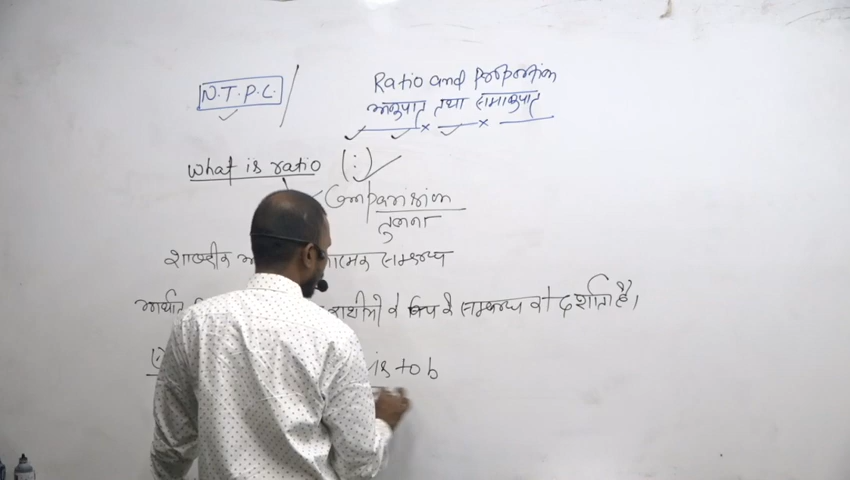 N.T.P.C.
Ratio and Proportion
अनुपात तथा समानुपात
What is ratio (:)
Comparision
तुलना
शाब्दीक त्मक सम्बन्ध
अर्थात राशीयो के बिच के सम्बन्ध को दर्शाता है।
is to b